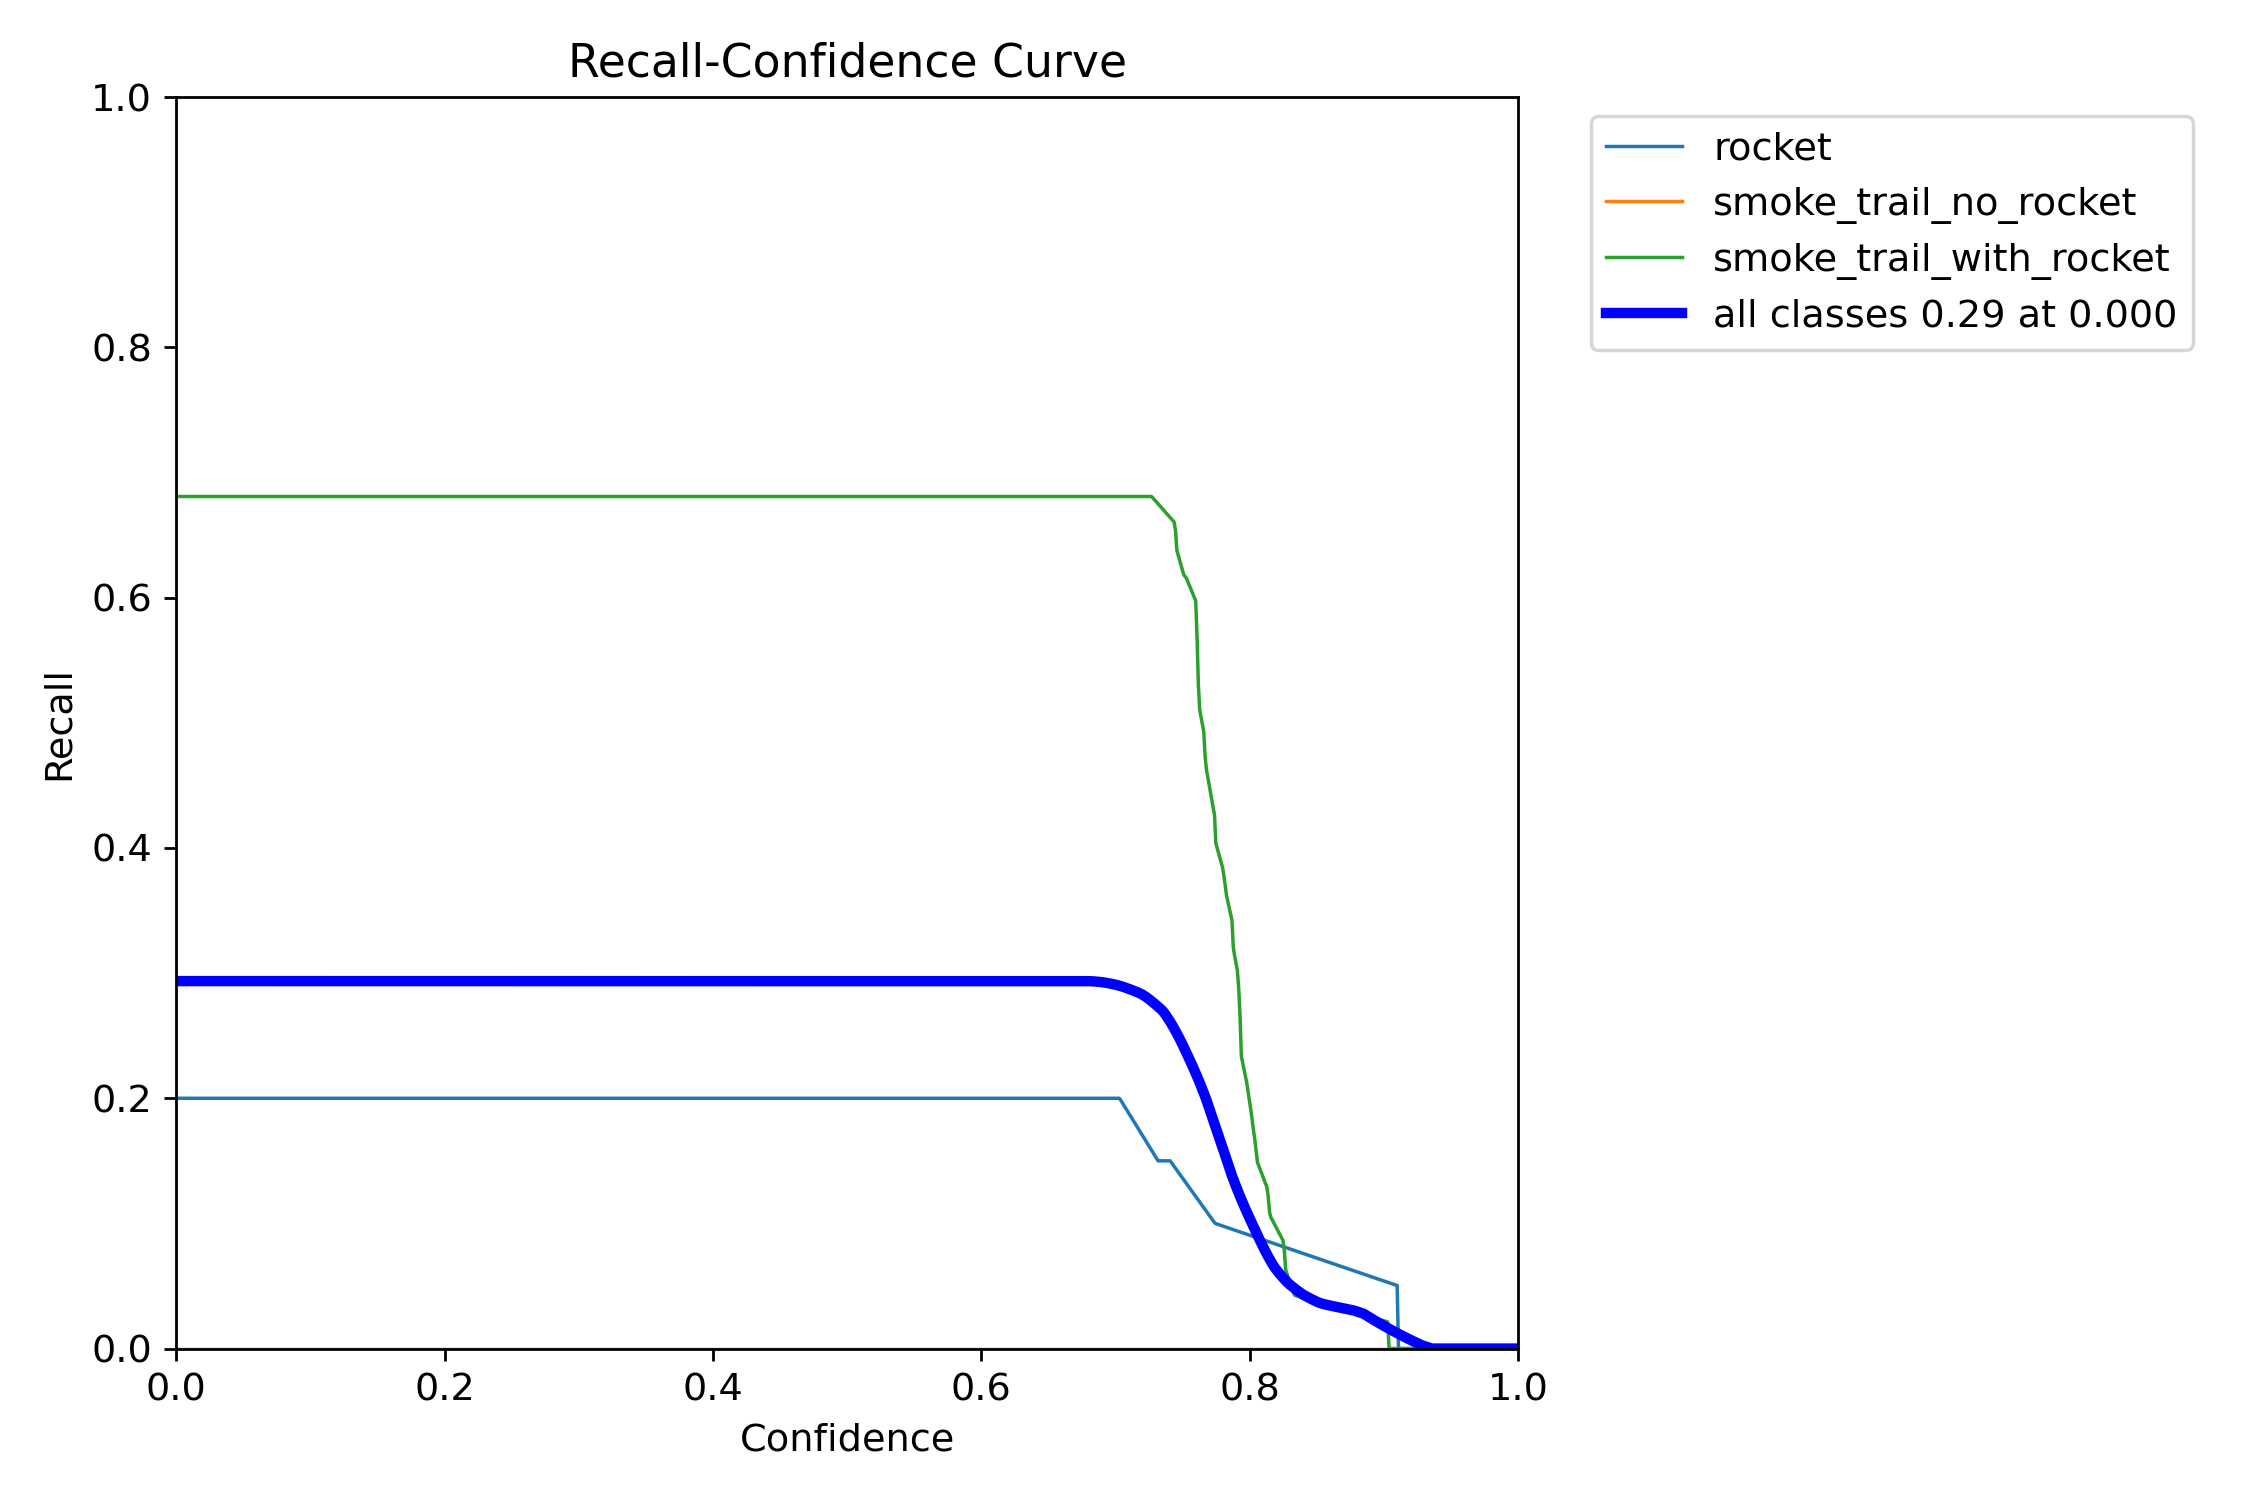 Recall-Confidence Curve
1.0
0.8
0.6
0.4
0.2
0.0
Recall
0.0 0.2 0.4 0.6 0.8 1.0
Confidence
rocket
smoke_trail_no_rocket
smoke_trail_with_rocket
all classes 0.29 at 0.000